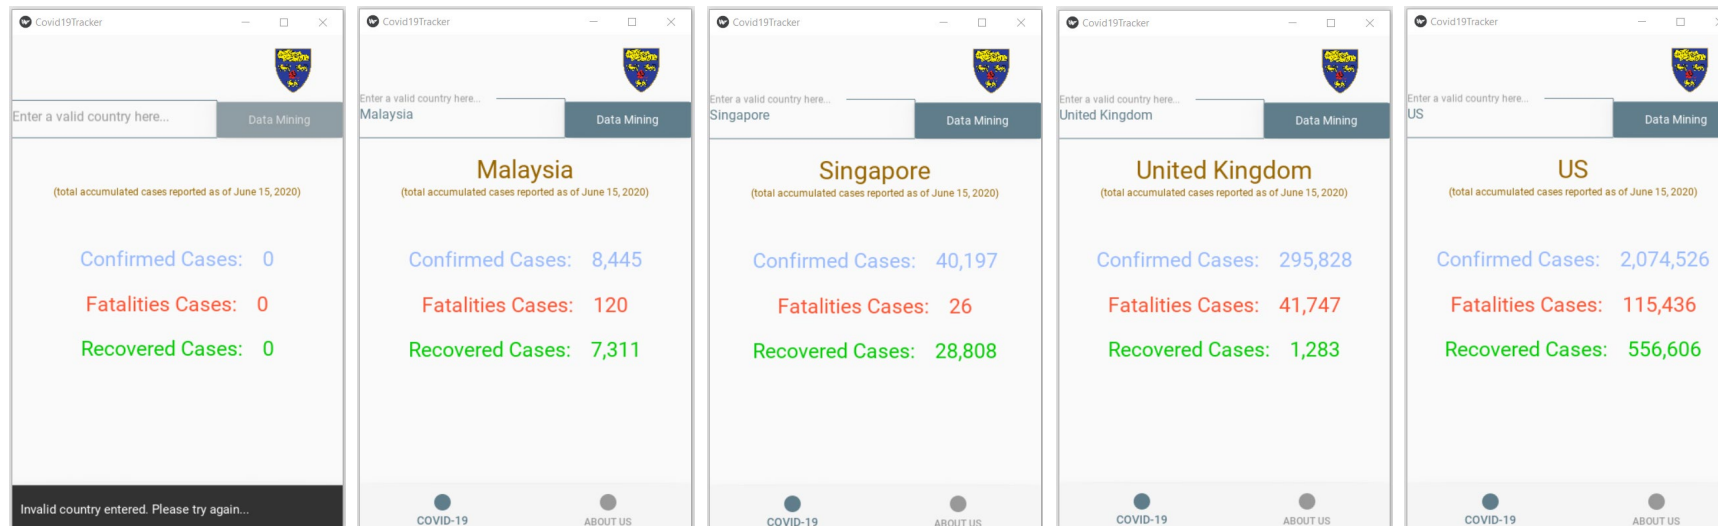 Covid19Tracker
Enter a valid country here...
Data Mining
(total accumulated cases reported as of June 15, 2020)
Confirmed Cases: 0
Fatalities Cases: 0
Recovered Cases: 0
Invalid country entered. Please try again...
Covid19Tracker
Enter a valid country here...
Malaysia
Data Mining
Malaysia
(total accumulated cases reported as of June 15, 2020)
Confirmed Cases: 8,445
Fatalities Cases: 120
Recovered Cases: 7,311
COVID-19
ABOUT US
Covid19Tracker
Enter a valid country here...
Singapore
Data Mining
Singapore
(total accumulated cases reported as of June 15, 2020)
Confirmed Cases: 40,197
Fatalities Cases: 26
Recovered Cases: 28,808
COVID-19
ABOUT US
Covid19Tracker
Enter a valid country here...
United Kingdom
Data Mining
United Kingdom
(total accumulated cases reported as of June 15, 2020)
Confirmed Cases: 295,828
Fatalities Cases: 41,747
Recovered Cases: 1,283
COVID-19
ABOUT US
Covid19Tracker
Enter a valid country here...
US
Data Mining
US
(total accumulated cases reported as of June 15, 2020)
Confirmed Cases: 2,074,526
Fatalities Cases: 115,436
Recovered Cases: 556,606
COVID-19
ABOUT US